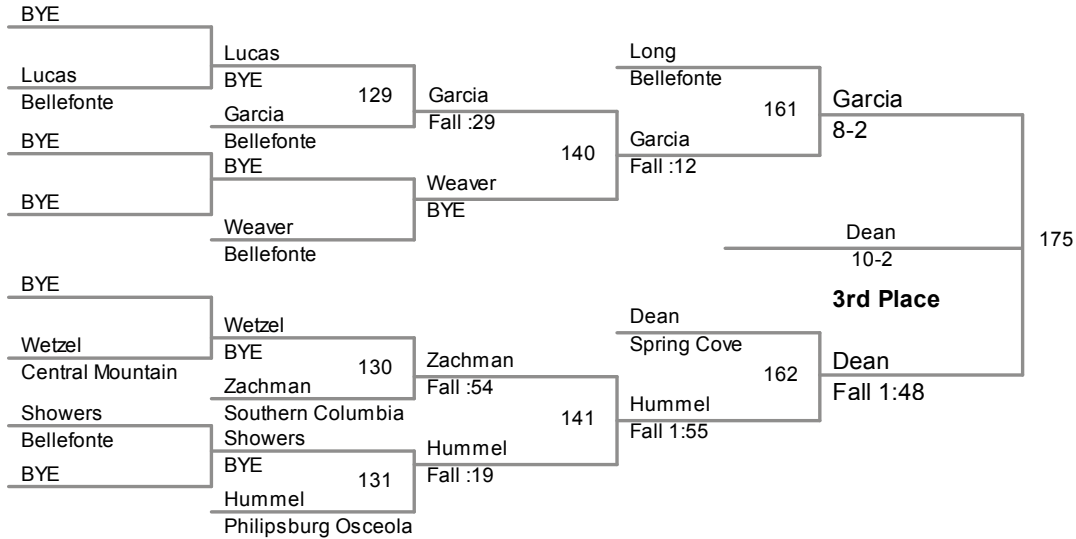 BYE
Lucas
Long
Lucas
BYE
Bellefonte
Bellefonte
129
Garcia
161
Garcia
Garcia
Fall :29
8-2
BYE
Bellefonte
140
Garcia
BYE
Weaver
Fall :12
BYE
BYE
Weaver
Dean
175
Bellefonte
10-2
BYE
3rd Place
Wetzel
Dean
Wetzel
BYE
Spring Cove
Central Mountain
130
Zachman
162
Dean
Zachman
Fall :54
Fall 1:48
Showers
Southern Columbia
141
Hummel
Bellefonte
Showers
Hummel
Fall 1:55
BYE
BYE
131
Fall :19
Hummel
Philipsburg Osceola